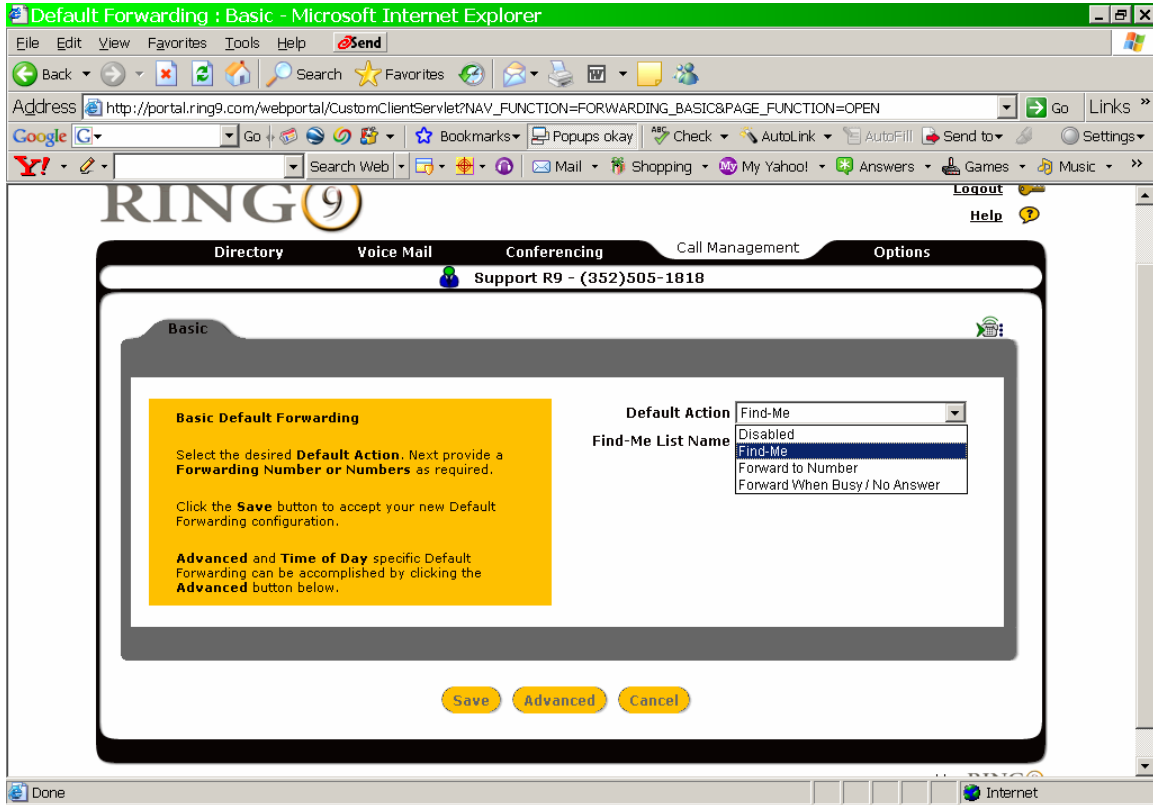 Default Forwarding : Basic - Microsoft Internet Explorer
File Edit View Favorites Tools Help Send
Back Search Favorites
Address http://portal.ring9.com/webportal/CustomClientServlet?NAV_FUNCTION=FORWARDING_BASIC&PAGE_FUNCTION=OPEN Go Links »
Google G Go Bookmarks Popups okay ABC Check AutoLink AutoFill Send to Settings
Y! Search Web Mail Shopping My My Yahoo! Answers Games Music »
RING9
Logout
Help
Directory Voice Mail Conferencing Call Management Options
Support R9 - (352)505-1818
Basic
Basic Default Forwarding
Select the desired Default Action. Next provide a
Forwarding Number or Numbers as required.
Click the Save button to accept your new Default
Forwarding configuration.
Advanced and Time of Day specific Default
Forwarding can be accomplished by clicking the
Advanced button below.
Default Action Find-Me
Find-Me List Name
Disabled
Find-Me
Forward to Number
Forward When Busy / No Answer
Save Advanced Cancel
Done Internet